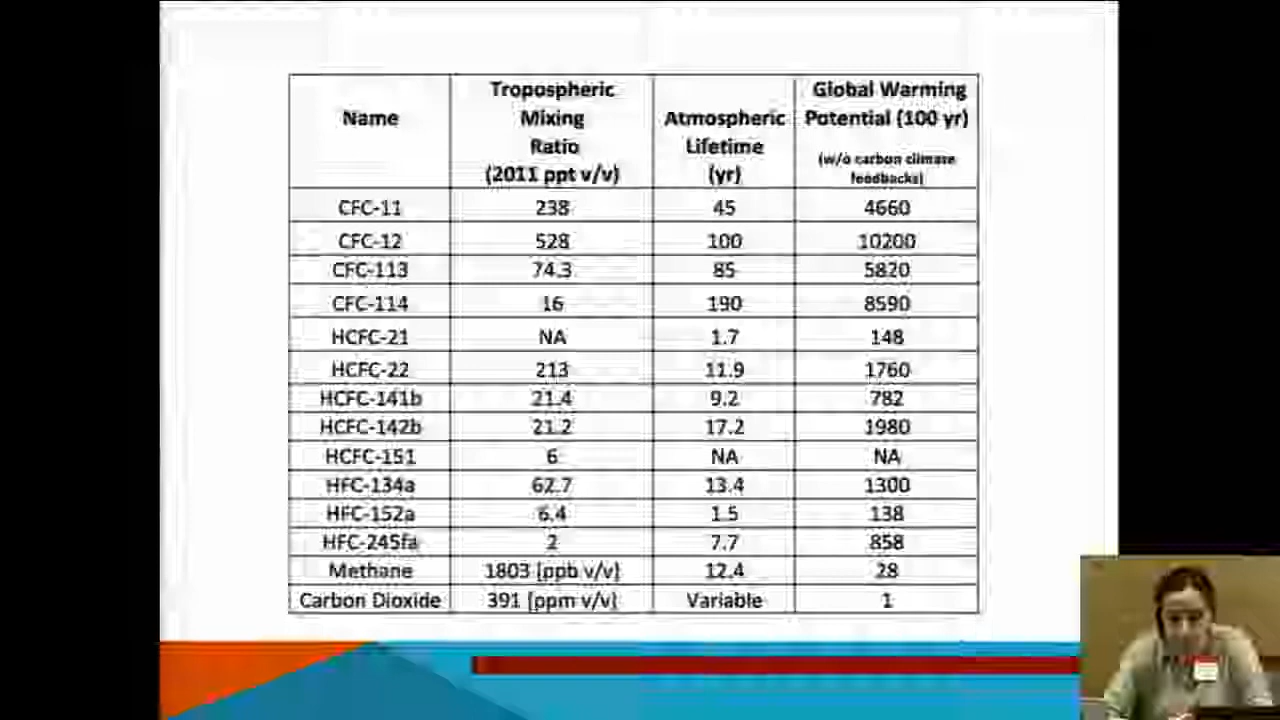 Name Tropospheric Mixing Ratio (2011 ppt v/v) Atmospheric Lifetime (yr) Global Warming Potential (100 yr) (w/o carbon climate feedbacks)
CFC-11 238 45 4660
CFC-12 528 100 10200
CFC-113 74.3 85 5820
CFC-114 16 190 8590
HCFC-21 NA 1.7 148
HCFC-22 213 11.9 1760
HCFC-141b 21.4 9.2 782
HCFC-142b 21.2 17.2 1980
HCFC-151 6 NA NA
HFC-134a 62.7 13.4 1300
HFC-152a 6.4 1.5 138
HFC-245fa 2 7.7 858
Methane 1803 (ppb v/v) 12.4 28
Carbon Dioxide 391 (ppm v/v) Variable 1